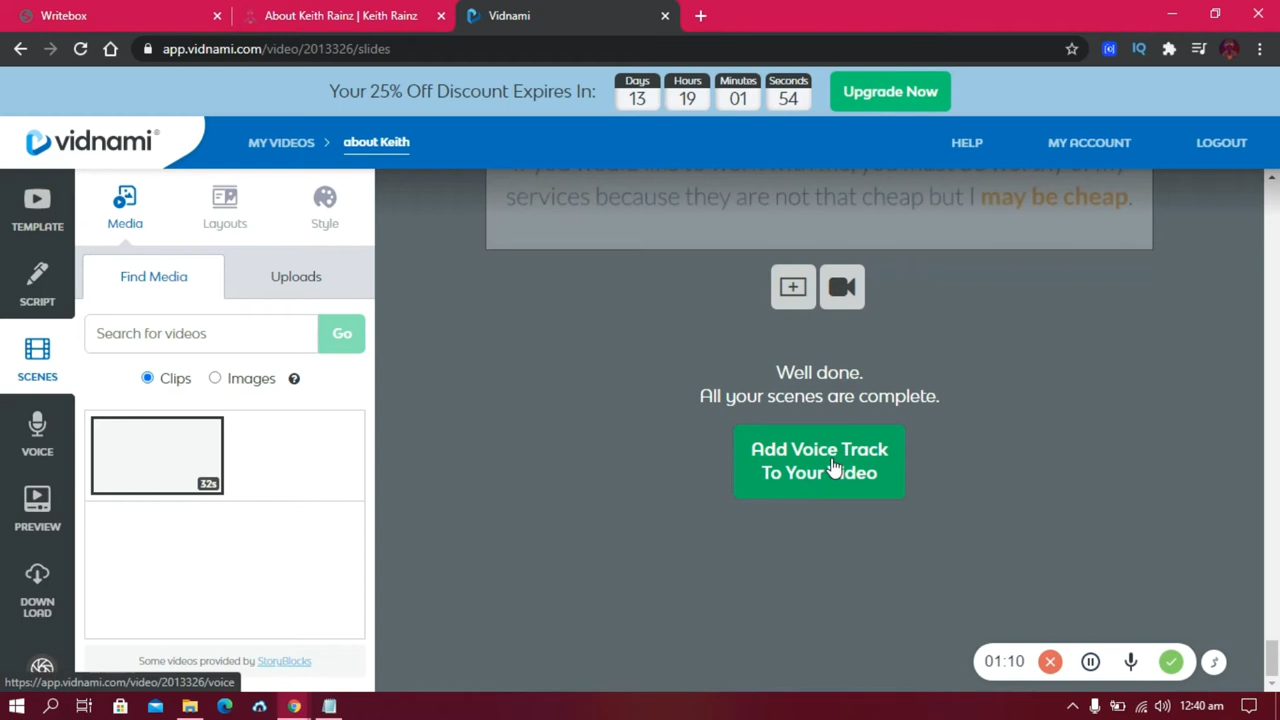 Writebox
About Keith Rainz | Keith Rainz
Vidnami
app.vidnami.com/video/2013326/slides
Your 25% Off Discount Expires In:
Days Hours Minutes Seconds
13 19 01 54
Upgrade Now
vidnami®
MY VIDEOS > about Keith
HELP
MY ACCOUNT
LOGOUT
TEMPLATE
SCRIPT
SCENES
VOICE
PREVIEW
DOWN
LOAD
Media
Layouts
Style
Find Media
Uploads
Search for videos
Go
Clips
Images
32s
Some videos provided by StoryBlocks
https://app.vidnami.com/video/2013326/voice
services because they are not that cheap but I may be cheap.
Well done.
All your scenes are complete.
Add Voice Track
To Your Video
01:10
12:40 am